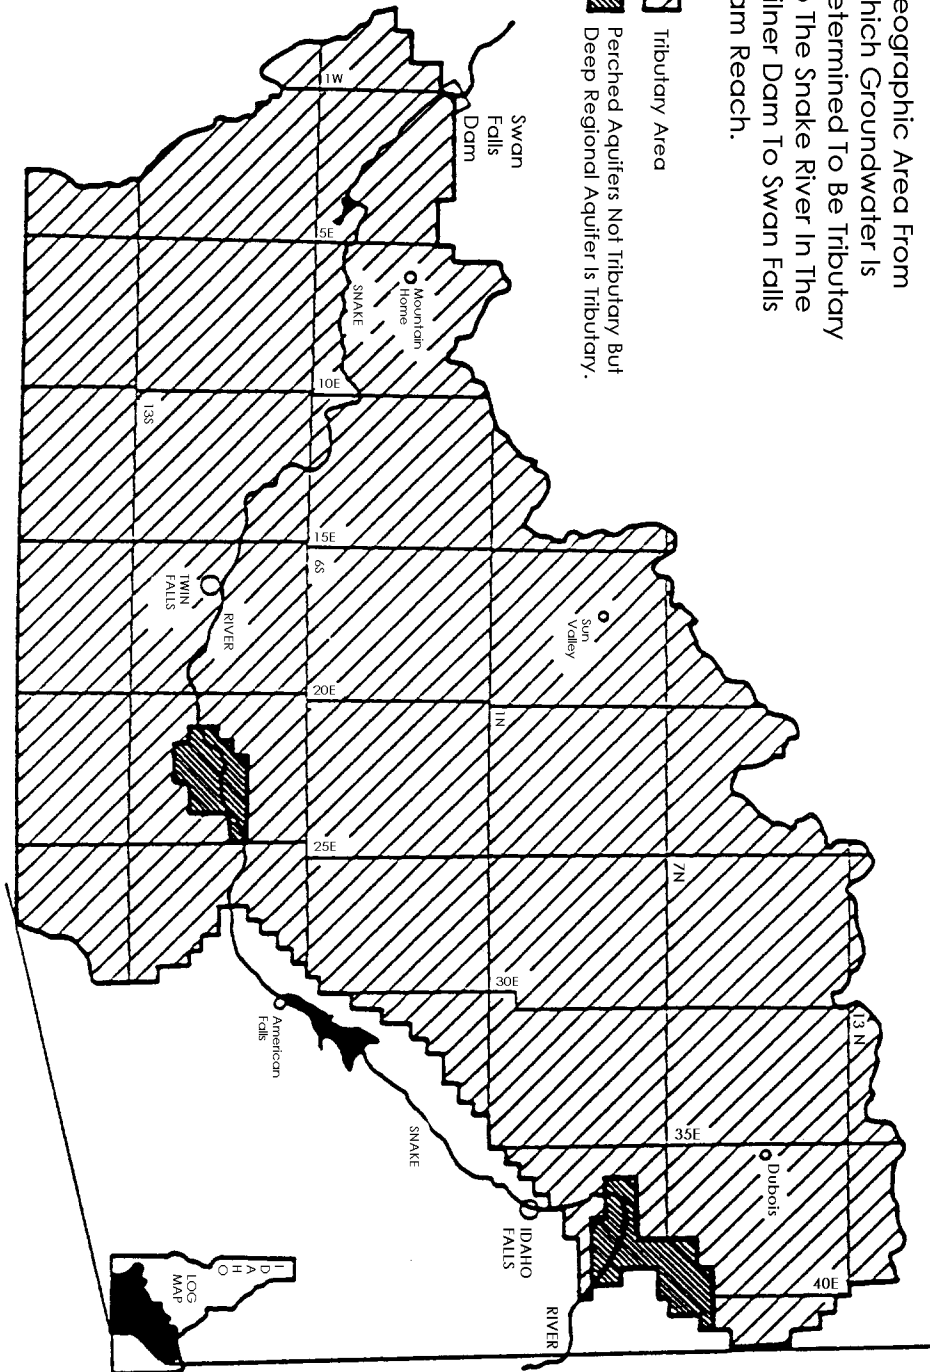 eographic Area From
hich Groundwater Is
etermined To Be Tributary
o The Snake River In The
ilner Dam To Swan Falls
am Reach.
Tributary Area
Perched Aquifers Not Tributary But
Deep Regional Aquifer Is Tributary.
Swan
Falls
Dam
1W
5E
Mountain
Home
SNAKE
10E
13S
15E
6S
TWIN
FALLS
RIVER
Sun
Valley
20E
1N
25E
7N
30E
13 N
American
Falls
SNAKE
35E
Dubois
IDAHO
FALLS
40E
RIVER
IDAHO
LOG
MAP